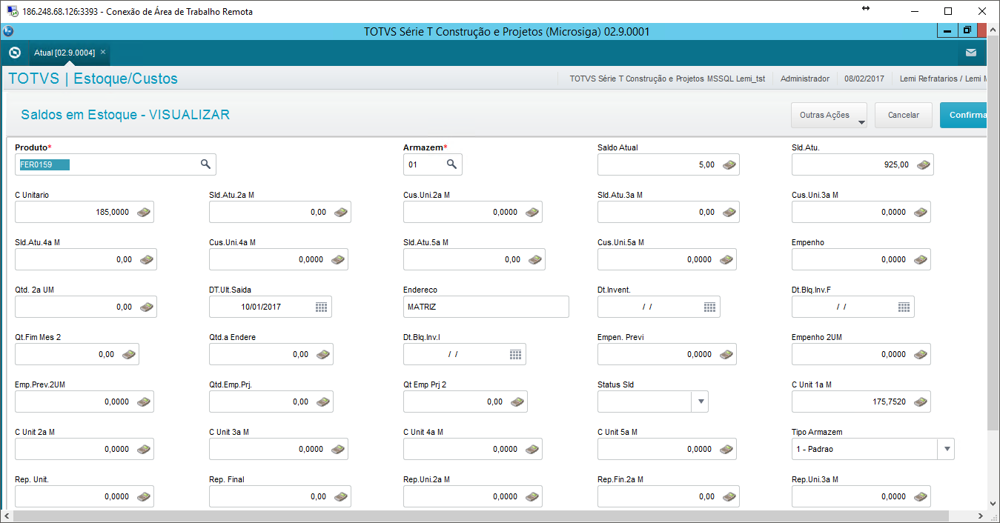 186.248.68.126:3393 - Conexão de Área de Trabalho Remota
TOTVS Série T Construção e Projetos (Microsiga) 02.9.0001
Atual [02.9.0004] ×
TOTVS | Estoque/Custos
TOTVS Série T Construção e Projetos MSSQL Lemi_tst
Administrador
08/02/2017
Lemi Refratarios / Lemi M
Saldos em Estoque - VISUALIZAR
Outras Ações
Cancelar
Confirma
Produto* Armazem* Saldo Atual Sld.Atu.
FER0159 01 5,00 925,00
C Unitario Sld.Atu.2a M Cus.Uni.2a M Sld.Atu.3a M Cus.Uni.3a M
185,0000 0,00 0,0000 0,00 0,0000
Sld.Atu.4a M Cus.Uni.4a M Sld.Atu.5a M Cus.Uni.5a M Empenho
0,00 0,0000 0,00 0,0000 0,0000
Qtd. 2a UM DT.Ult.Saida Endereco Dt.Invent. Dt.Blq.Inv.F
0,00 10/01/2017 MATRIZ / / / /
Qt.Fim Mes 2 Qtd.a Endere Dt.Blq.Inv.I Empen. Previ Empenho 2UM
0,00 0,00 / / 0,0000 0,0000
Emp.Prev.2UM Qtd.Emp.Prj. Qt Emp Prj 2 Status Sld C Unit 1a M
0,0000 0,00 0,00 175,7520
C Unit 2a M C Unit 3a M C Unit 4a M C Unit 5a M Tipo Armazem
0,0000 0,0000 0,0000 0,0000 1 - Padrao
Rep. Unit. Rep. Final Rep.Uni.2a M Rep.Fin.2a M Rep.Uni.3a M
0,0000 0,00 0,0000 0,00 0,0000